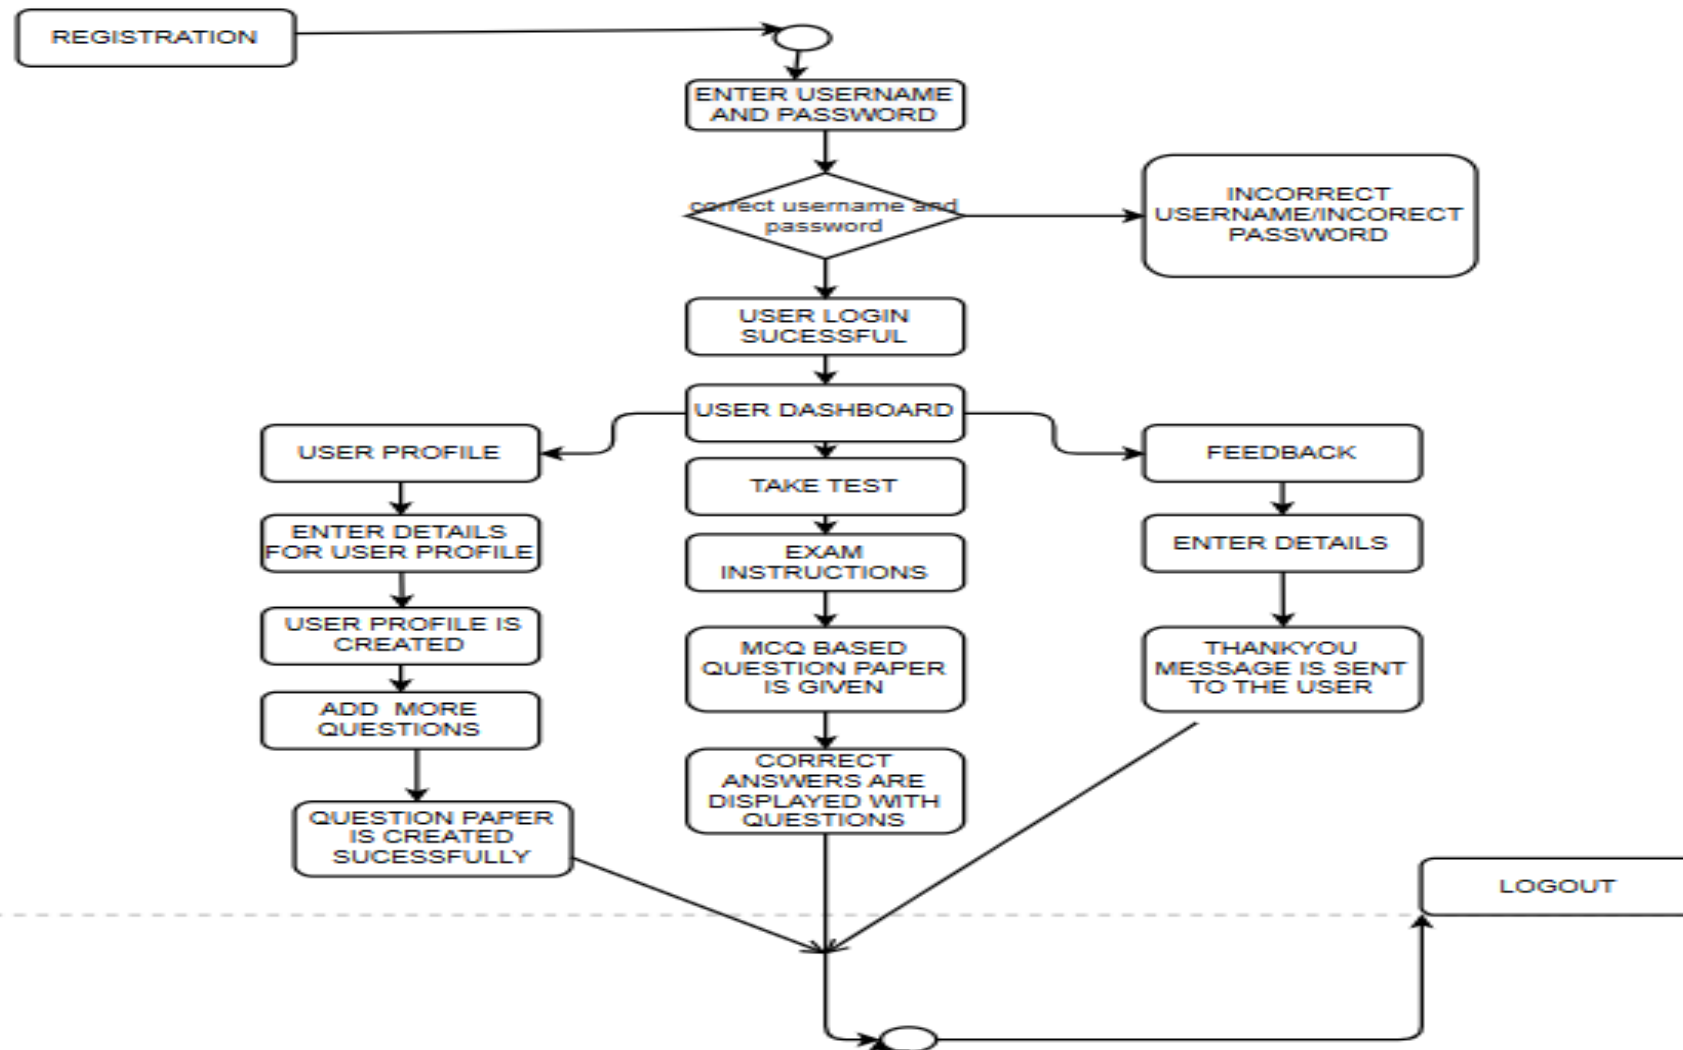 REGISTRATION
ENTER USERNAME
AND PASSWORD
correct username and
password
INCORRECT
USERNAME/INCORECT
PASSWORD
USER LOGIN
SUCESSFUL
USER DASHBOARD
USER PROFILE
FEEDBACK
TAKE TEST
ENTER DETAILS
FOR USER PROFILE
EXAM
INSTRUCTIONS
ENTER DETAILS
USER PROFILE IS
CREATED
MCQ BASED
QUESTION PAPER
IS GIVEN
THANKYOU
MESSAGE IS SENT
TO THE USER
ADD MORE
QUESTIONS
CORRECT
ANSWERS ARE
DISPLAYED WITH
QUESTIONS
QUESTION PAPER
IS CREATED
SUCESSFULLY
LOGOUT